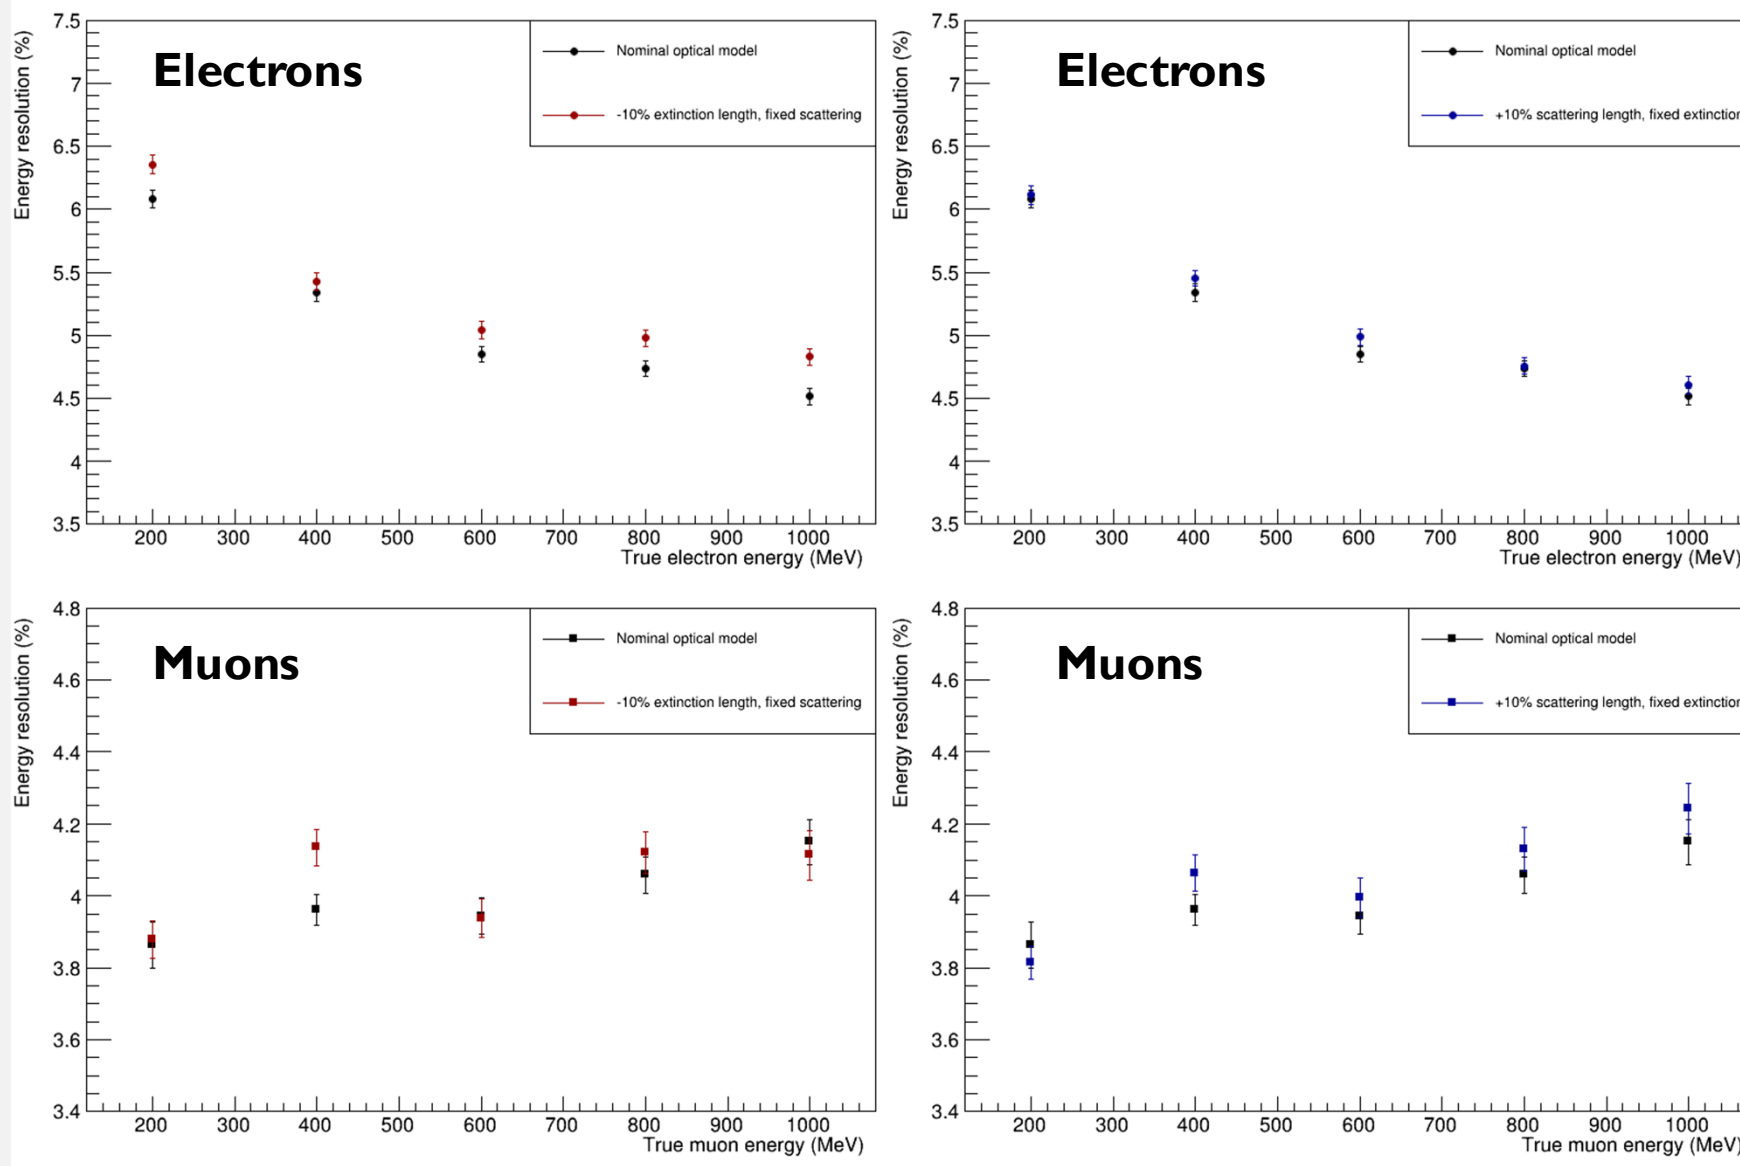 Energy resolution (%)
7.5
7
6.5
6
5.5
5
4.5
4
3.5
Electrons
Nominal optical model
-10% extinction length, fixed scattering
200 300 400 500 600 700 800 900 1000
True electron energy (MeV)
Energy resolution (%)
7.5
7
6.5
6
5.5
5
4.5
4
3.5
Electrons
Nominal optical model
+10% scattering length, fixed extinction
200 300 400 500 600 700 800 900 1000
True electron energy (MeV)
Energy resolution (%)
4.8
4.6
4.4
4.2
4
3.8
3.6
3.4
Muons
Nominal optical model
-10% extinction length, fixed scattering
200 300 400 500 600 700 800 900 1000
True muon energy (MeV)
Energy resolution (%)
4.8
4.6
4.4
4.2
4
3.8
3.6
3.4
Muons
Nominal optical model
+10% scattering length, fixed extinction
200 300 400 500 600 700 800 900 1000
True muon energy (MeV)